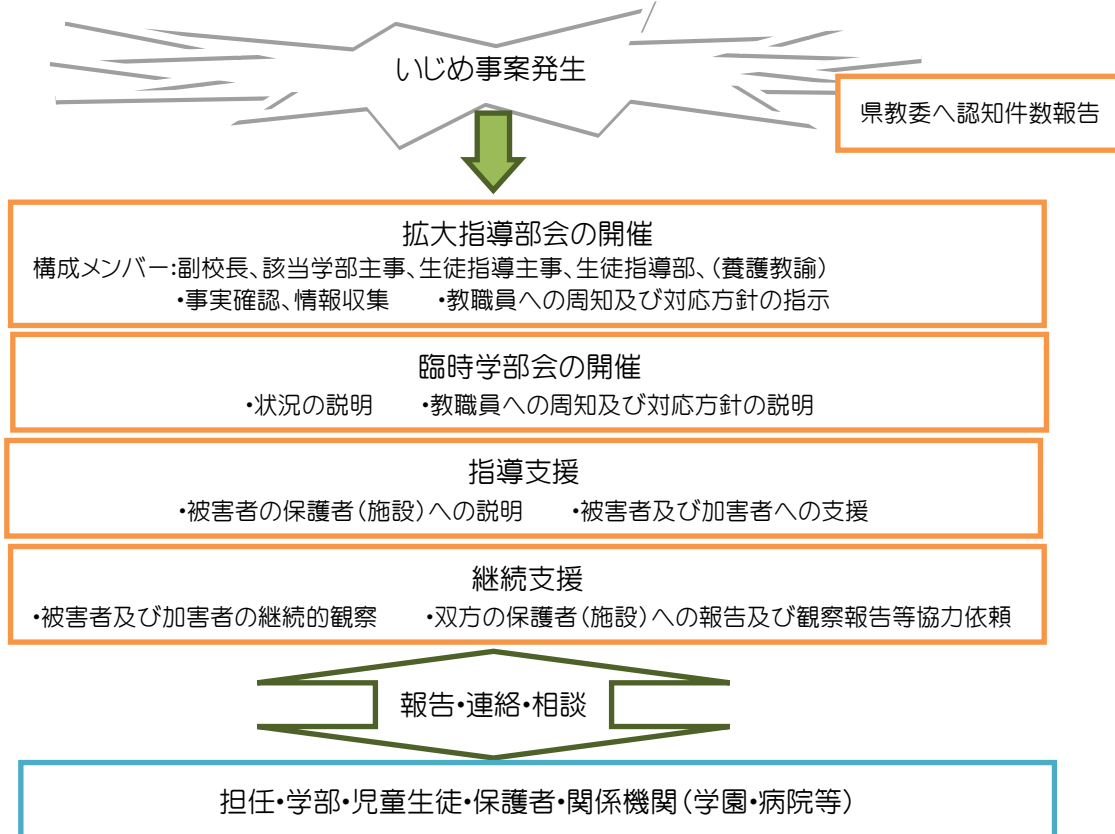 いじめ事案発生
県教委へ認知件数報告
拡大指導部会の開催
構成メンバー:副校長、該当学部主事、生徒指導主事、生徒指導部、(養護教諭)
•事実確認、情報収集 •教職員への周知及び対応方針の指示
臨時学部会の開催
•状況の説明 •教職員への周知及び対応方針の説明
指導支援
•被害者の保護者(施設)への説明 •被害者及び加害者への支援
継続支援
•被害者及び加害者の継続的観察 •双方の保護者(施設)への報告及び観察報告等協力依頼
報告•連絡•相談
担任•学部•児童生徒•保護者•関係機関(学園•病院等)